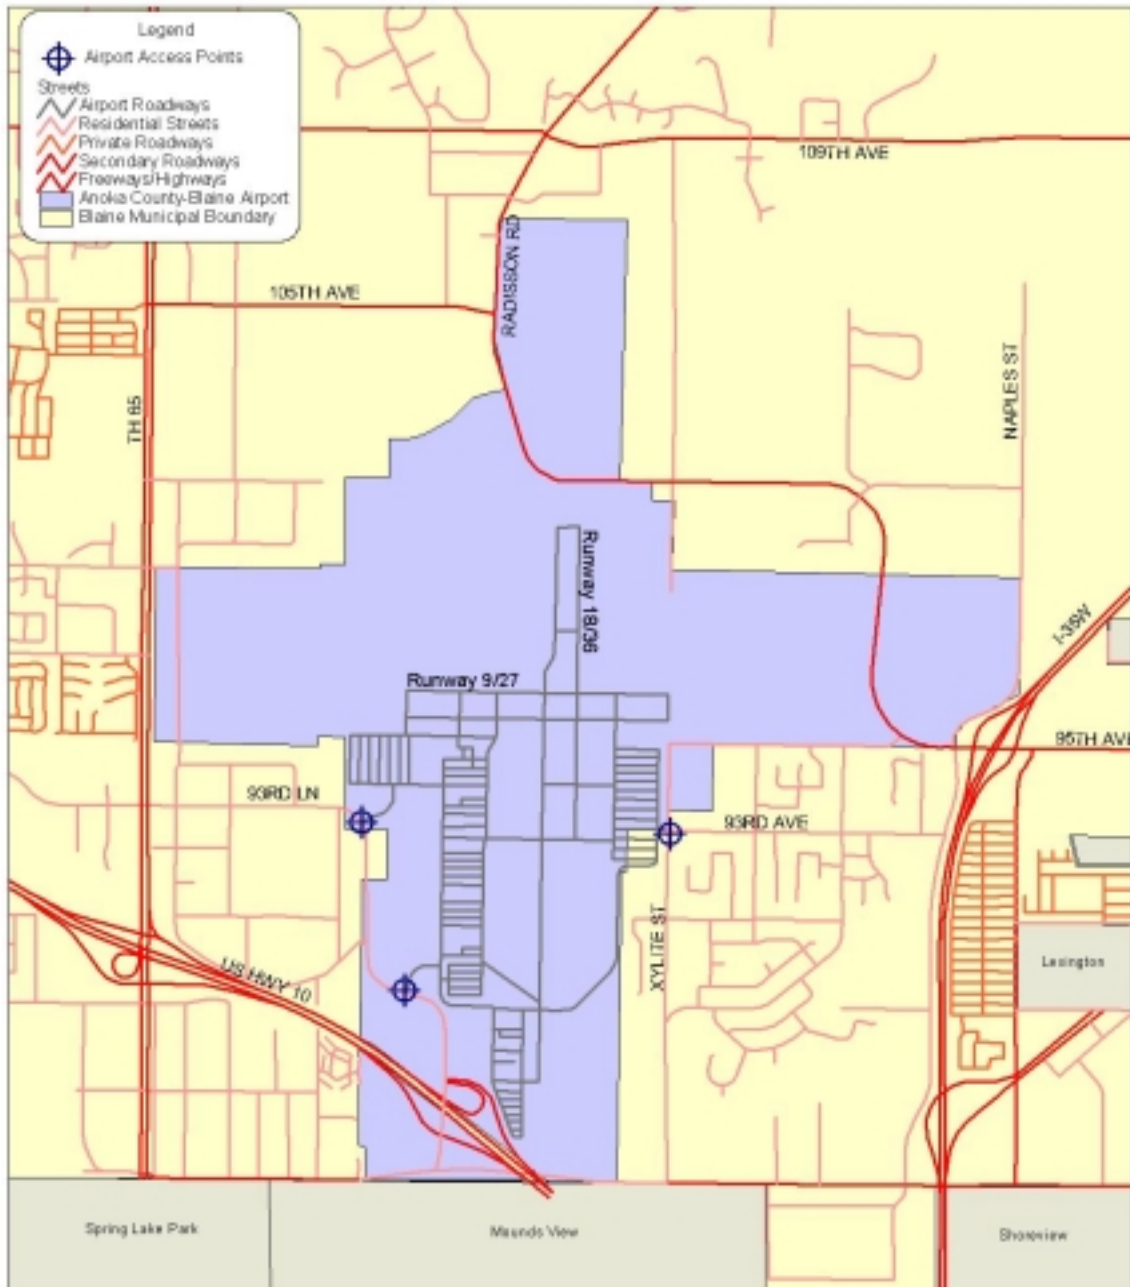 Legend
Airport Access Points
Streets
Airport Roadways
Residential Streets
Private Roadways
Secondary Roadways
Freeways/Highways
Anoka County-Blaine Airport
Blaine Municipal Boundary
109TH AVE
RADISSON RD
105TH AVE
NAPLES ST
TH 65
Runway 18/36
I-35W
Runway 9/27
95TH AVE
93RD LN
93RD AVE
XYLITE ST
US HWY 10
Lexington
Spring Lake Park
Mounds View
Shoreview